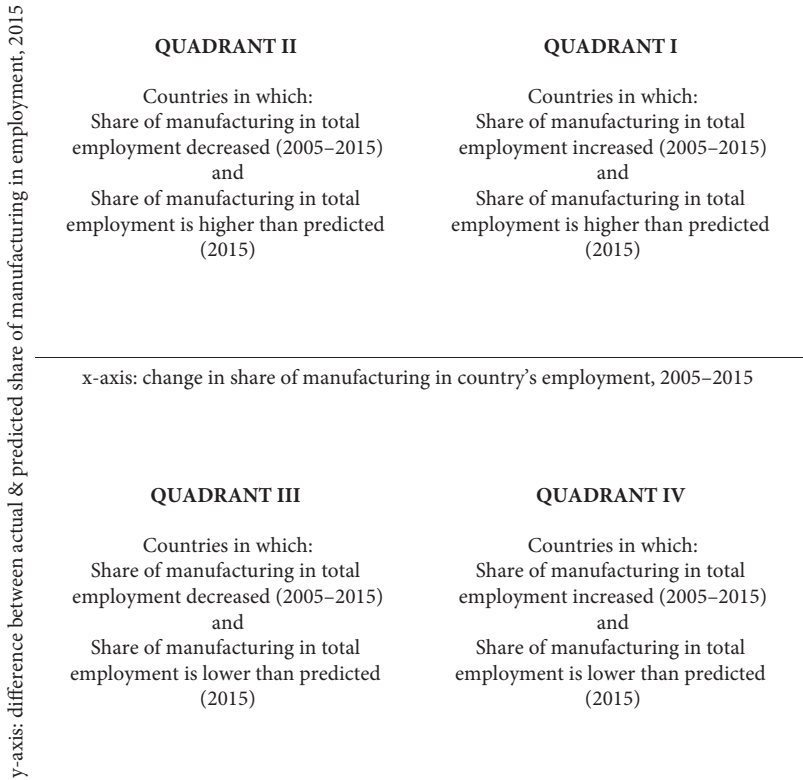 y-axis: difference between actual & predicted share of manufacturing in employment, 2015
QUADRANT II
Countries in which:
Share of manufacturing in total
employment decreased (2005–2015)
and
Share of manufacturing in total
employment is higher than predicted
(2015)
QUADRANT I
Countries in which:
Share of manufacturing in total
employment increased (2005–2015)
and
Share of manufacturing in total
employment is higher than predicted
(2015)
x-axis: change in share of manufacturing in country’s employment, 2005–2015
QUADRANT III
Countries in which:
Share of manufacturing in total
employment decreased (2005–2015)
and
Share of manufacturing in total
employment is lower than predicted
(2015)
QUADRANT IV
Countries in which:
Share of manufacturing in total
employment increased (2005–2015)
and
Share of manufacturing in total
employment is lower than predicted
(2015)